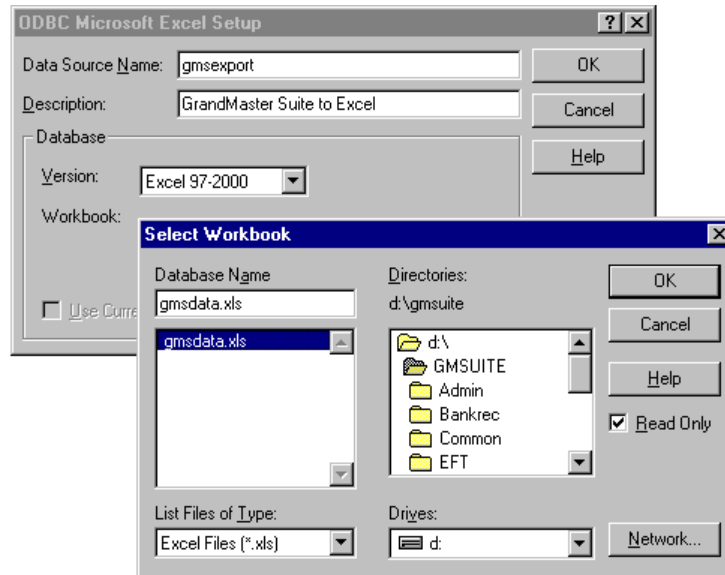 ODBC Microsoft Excel Setup
Data Source Name: gmsexport
OK
Description: GrandMaster Suite to Excel
Cancel
Database
Help
Version: Excel 97-2000
Workbook:
Use Curre
Select Workbook
Database Name
gmsdata.xls
gmsdata.xls
Directories:
d:\gmsuite
d:\
GMSUITE
Admin
Bankrec
Common
EFT
OK
Cancel
Help
Read Only
List Files of Type:
Excel Files (*.xls)
Drives:
d:
Network...